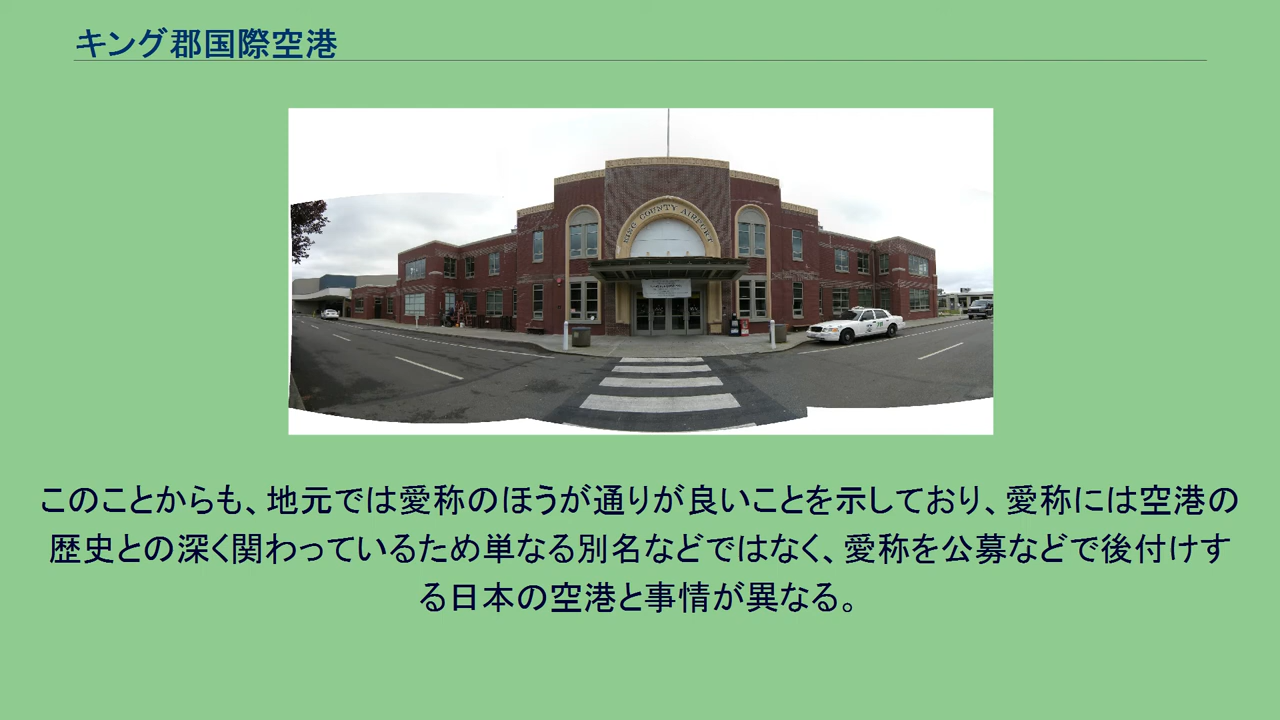 キング郡国際空港
KING COUNTY AIRPORT
このことからも、地元では愛称のほうが通りが良いことを示しており、愛称には空港の
歴史との深く関わっているため単なる別名などではなく、愛称を公募などで後付けす
る日本の空港と事情が異なる。